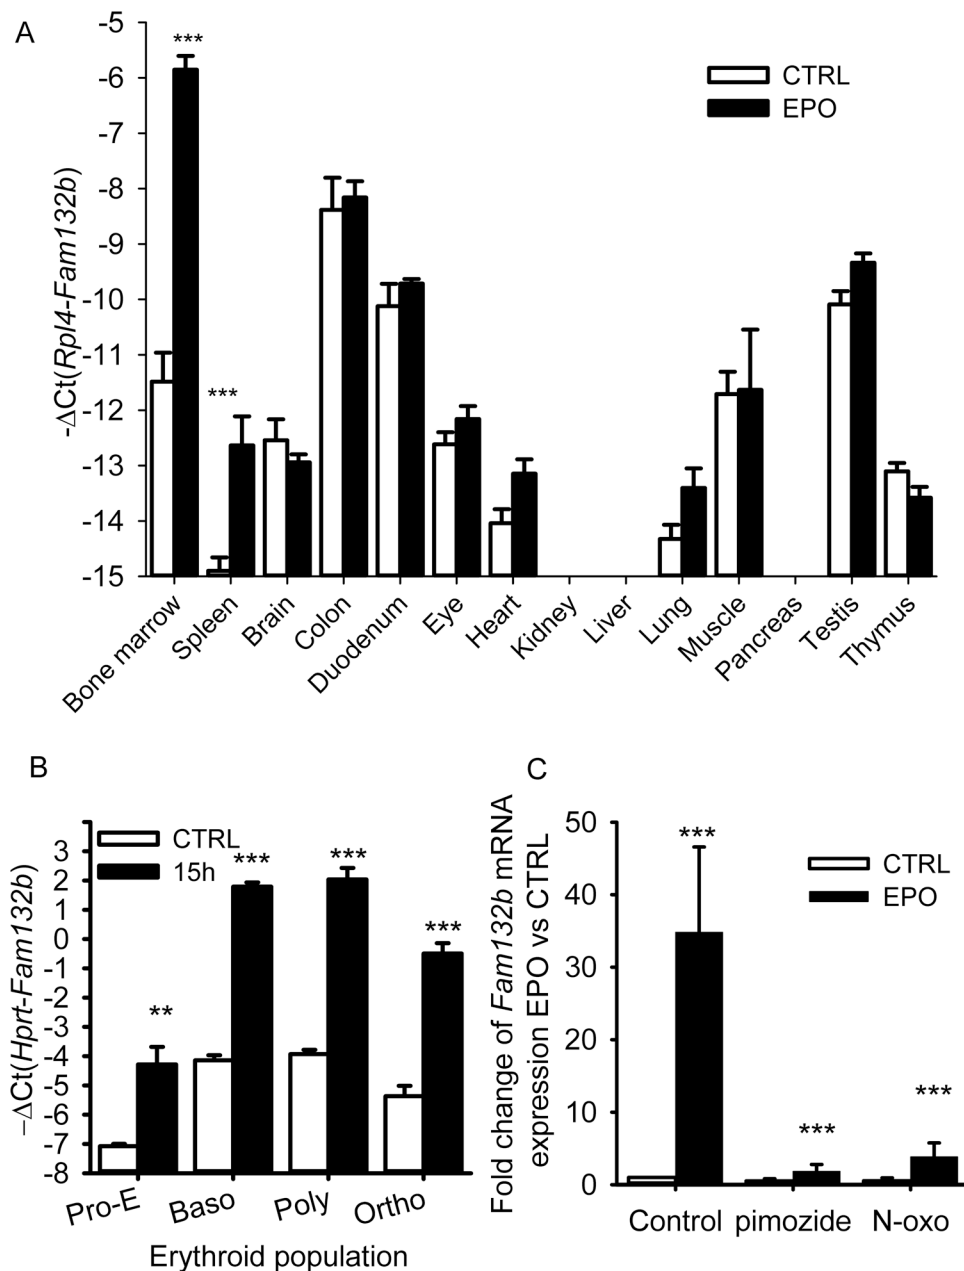 A
-ΔCt(Rpl4-Fam132b)
-5
-6
-7
-8
-9
-10
-11
-12
-13
-14
-15
***
***
CTRL
EPO
Bone marrow
Spleen
Brain
Colon
Duodenum
Eye
Heart
Kidney
Liver
Lung
Muscle
Pancreas
Testis
Thymus
B
–ΔCt(Hprt-Fam132b)
3
2
1
0
-1
-2
-3
-4
-5
-6
-7
-8
CTRL
15h
**
***
***
***
Pro-E
Baso
Poly
Ortho
Erythroid population
C
Fold change of Fam132b mRNA
expression EPO vs CTRL
50
40
30
20
10
0
***
***
***
CTRL
EPO
Control
pimozide
N-oxo